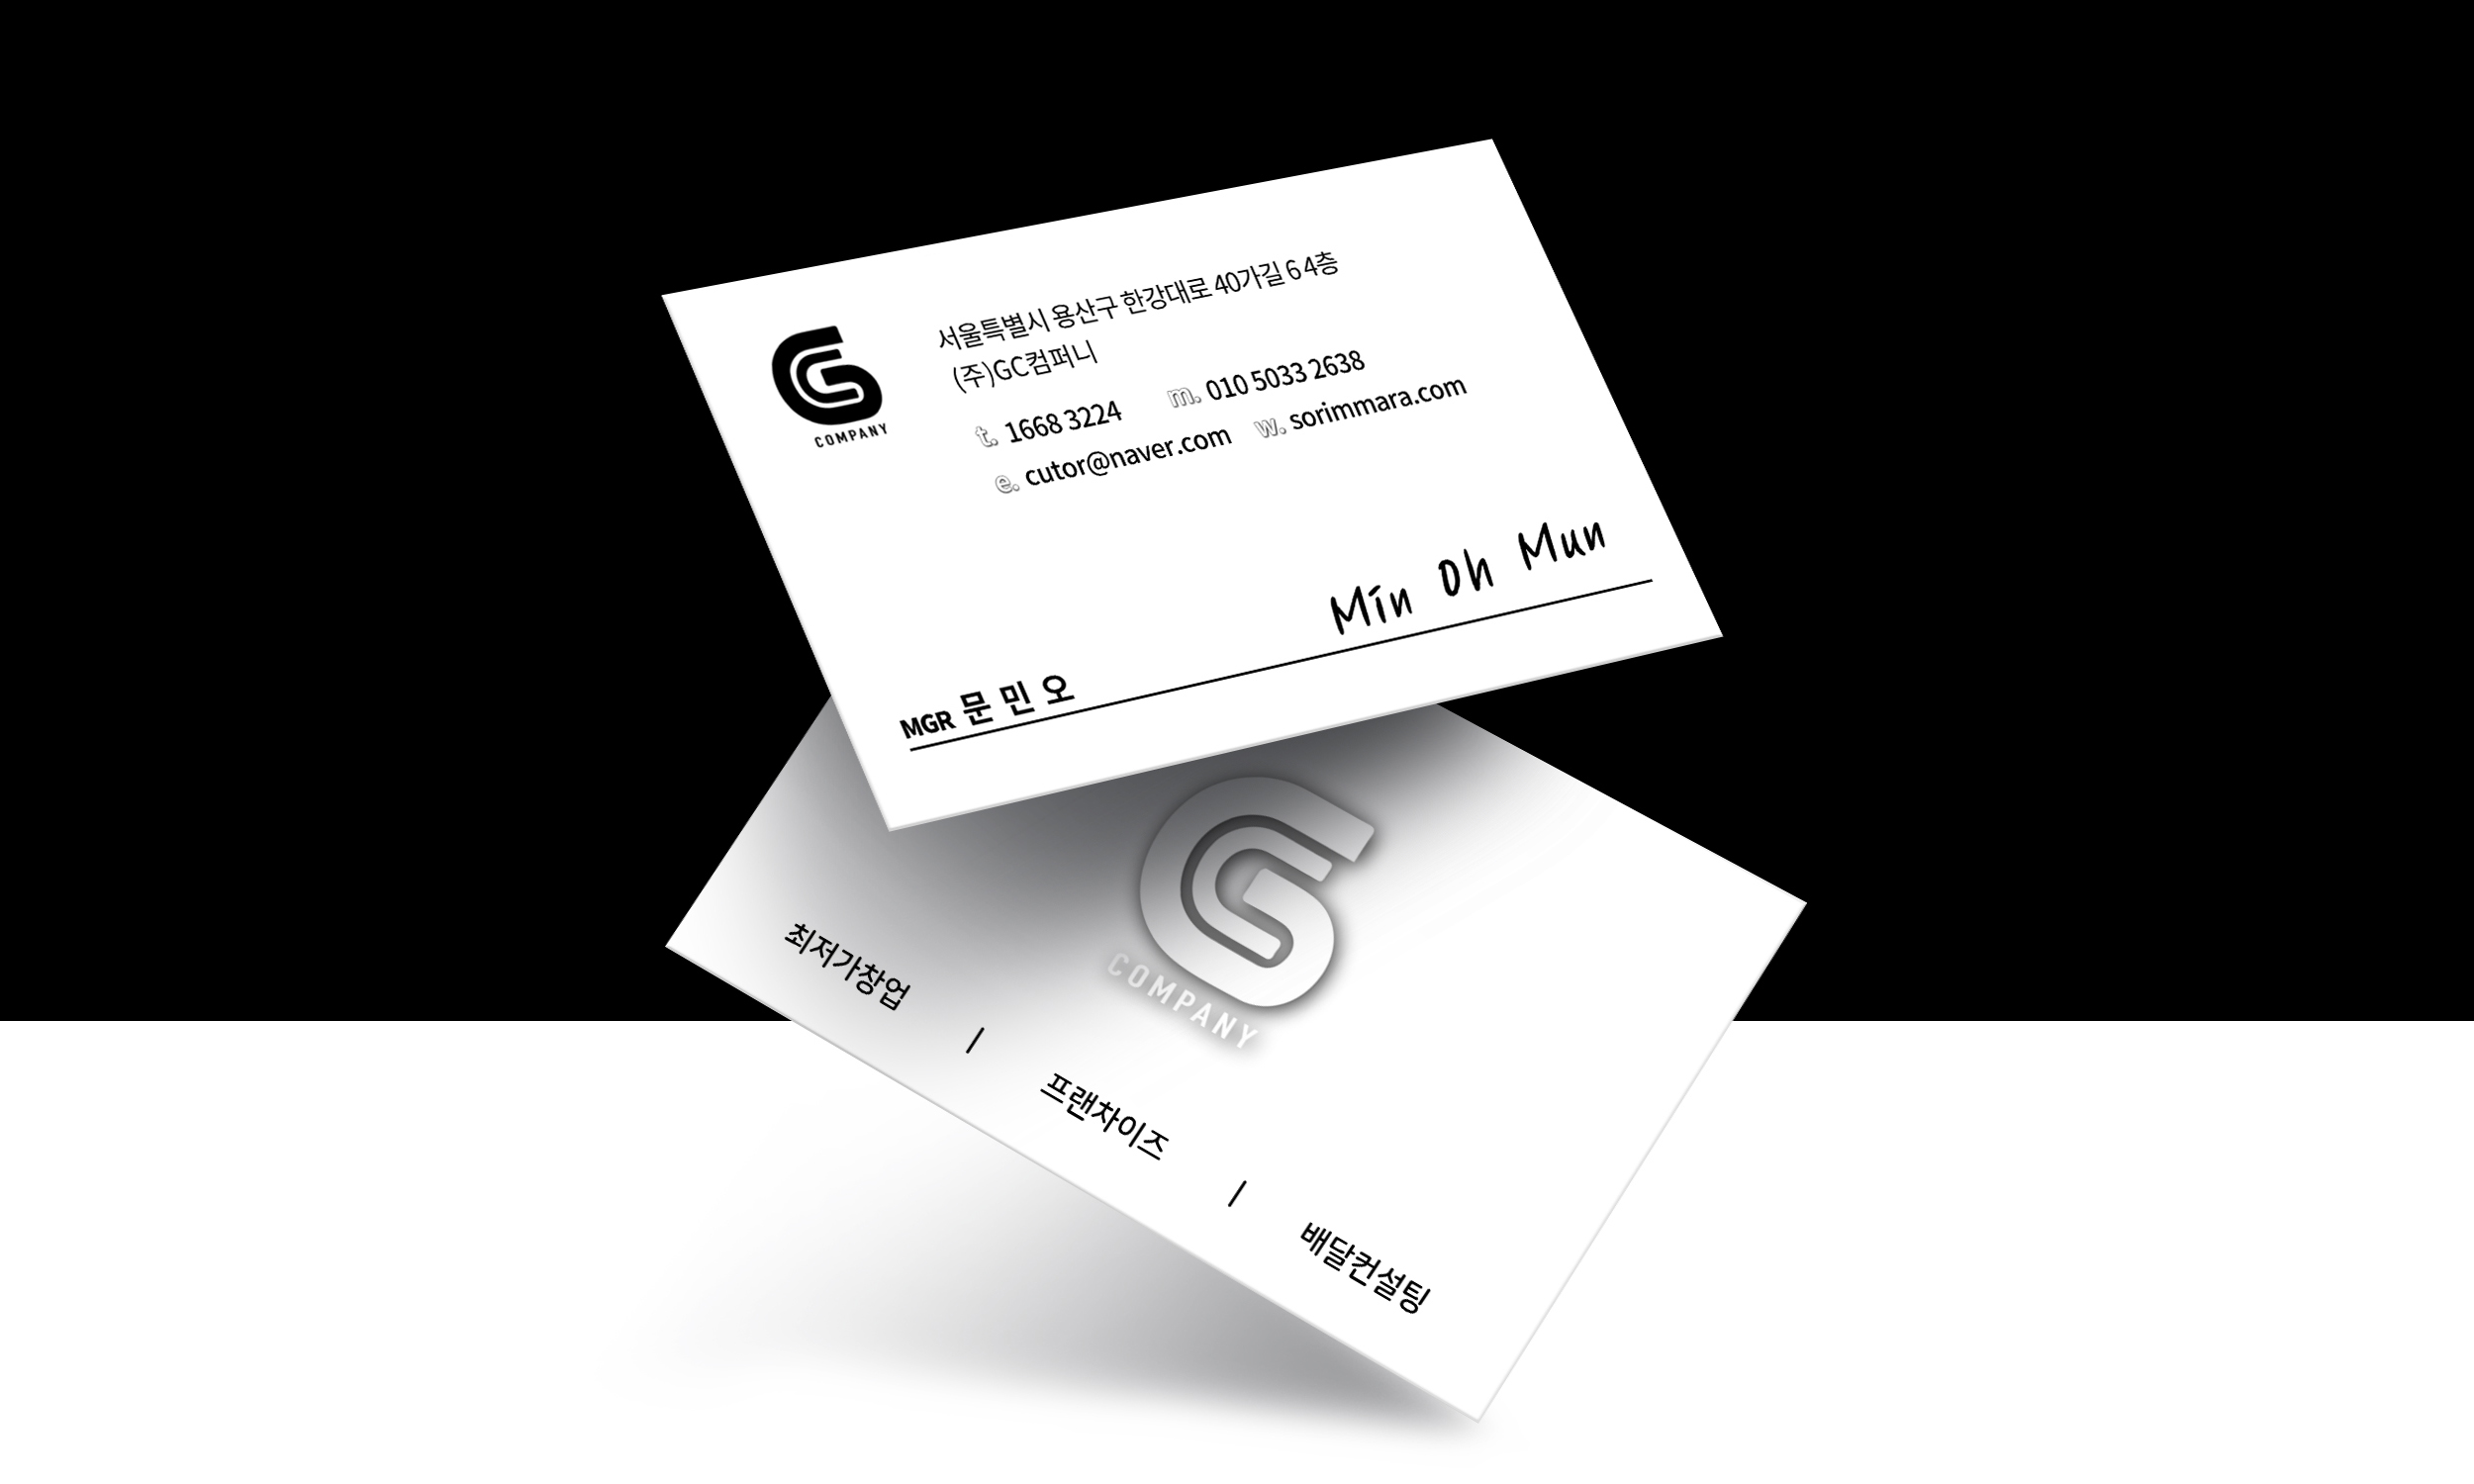 COMPANY
서울특별시 용산구 한강대로 40가길 6 4층
(주)GC컴퍼니
t. 1668 3224 m. 010 5033 2638
e. cutor@naver.com w. sorimmara.com
Min Oh Mun
MGR 문 민 오
COMPANY
최저가창업 | 프랜차이즈 | 배달컨설팅